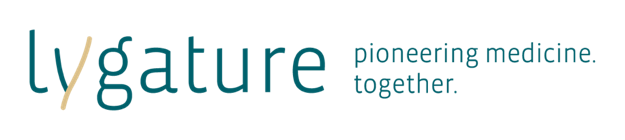 lygature
pioneering medicine.
together.